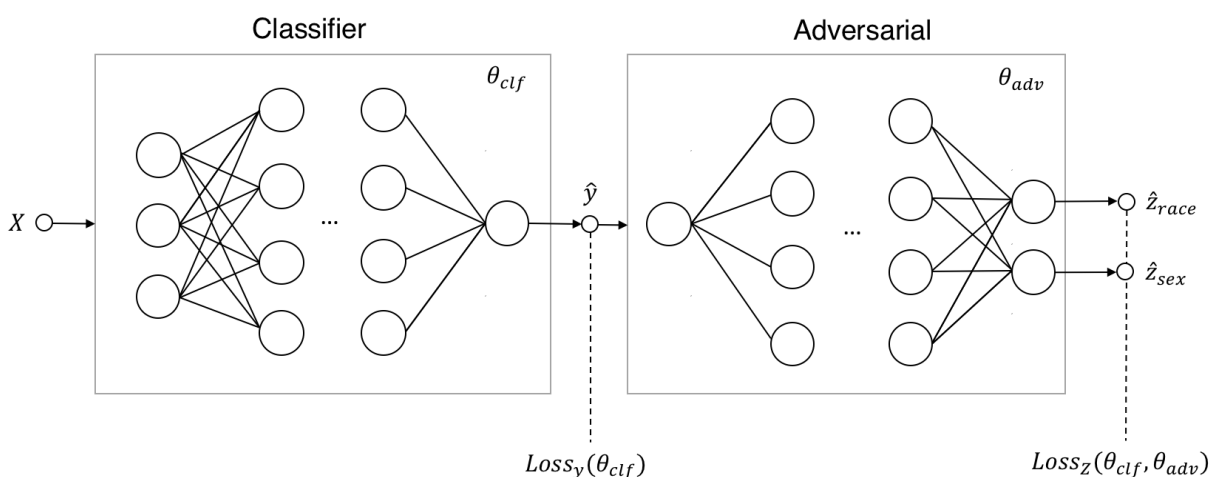 Classifier
Adversarial
θ_clf
θ_adv
X
...
ŷ
...
ẑ_race
ẑ_sex
Loss_y(θ_clf)
Loss_Z(θ_clf, θ_adv)